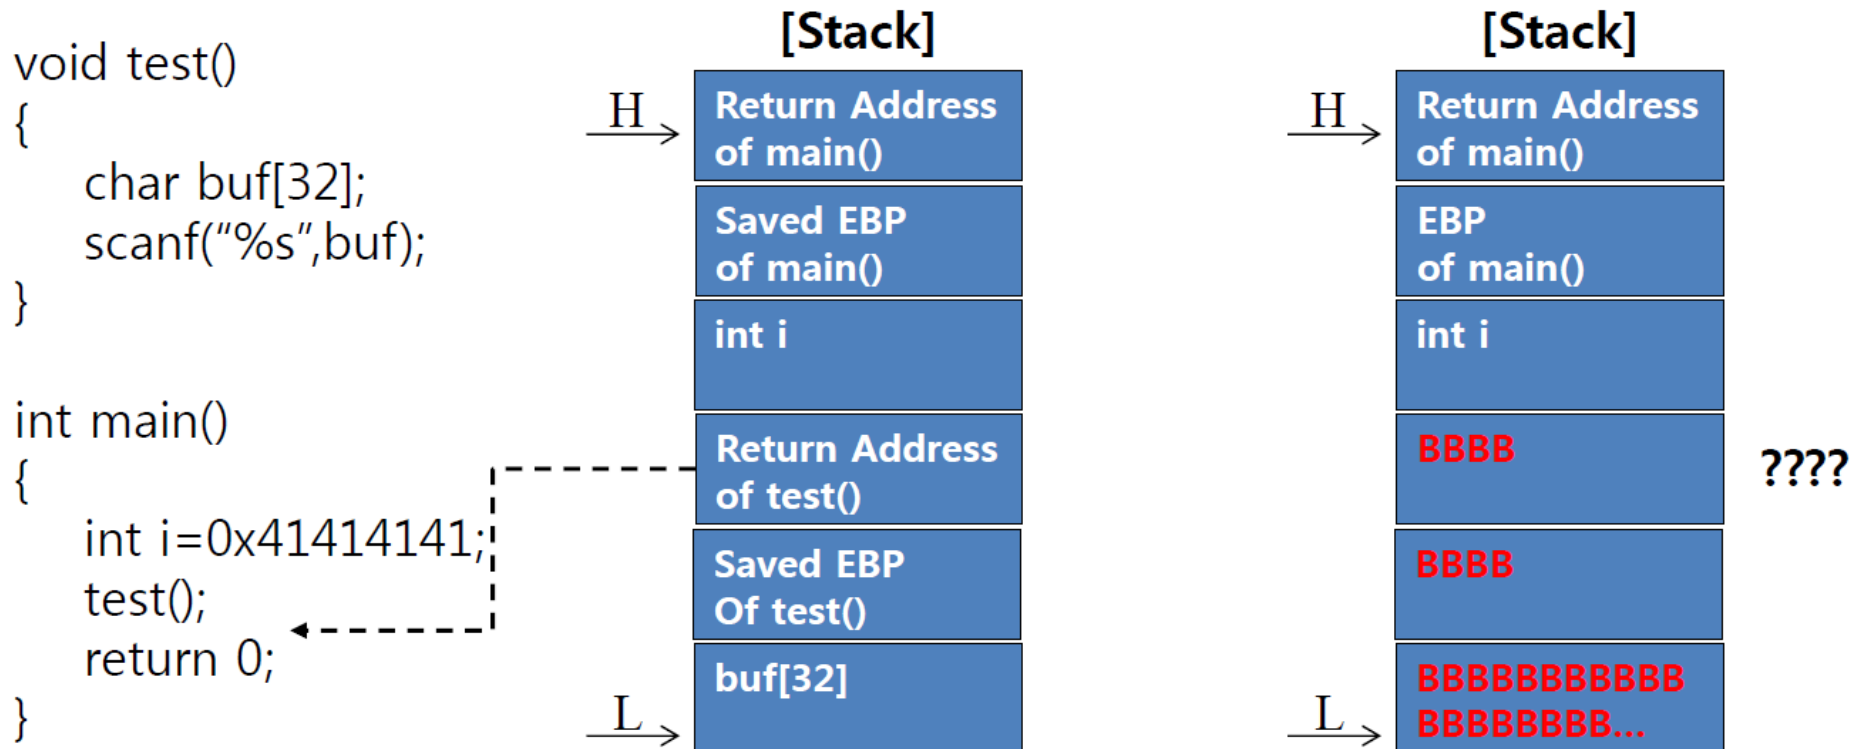 void test()
{
char buf[32];
scanf(“%s”,buf);
}
int main()
{
int i=0x41414141;
test();
return 0;
}
[Stack]
H
Return Address
of main()
Saved EBP
of main()
int i
Return Address
of test()
Saved EBP
Of test()
buf[32]
L
[Stack]
H
Return Address
of main()
EBP
of main()
int i
BBBB
????
BBBB
BBBBBBBBBBB
BBBBBBBB...
L